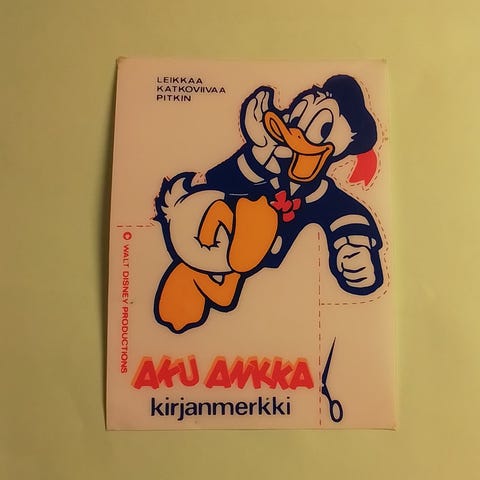 LEIKKAA
KATKOVIIVAA
PITKIN
© WALT DISNEY PRODUCTIONS
AKU ANKKA
kirjanmerkki